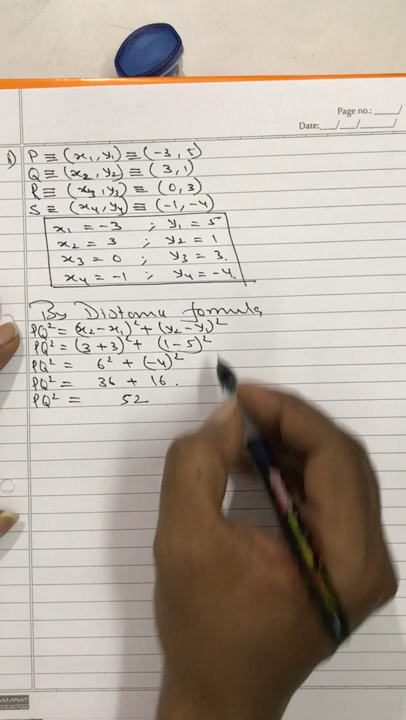 Page no.:
Date:
P ≡ (x₁, y₁) ≡ (-3, 5)
Q ≡ (x₂, y₂) ≡ (3, 1)
R ≡ (x₃, y₃) ≡ (0, 3)
S ≡ (x₄, y₄) ≡ (-1, -4)
x₁ = -3 ; y₁ = 5
x₂ = 3 ; y₂ = 1
x₃ = 0 ; y₃ = 3.
x₄ = -1 ; y₄ = -4.
By Distance formula
PQ² = (x₂ - x₁)² + (y₂ - y₁)²
PQ² = (3 + 3)² + (1 - 5)²
PQ² = 6² + (-4)²
PQ² = 36 + 16.
PQ² = 52